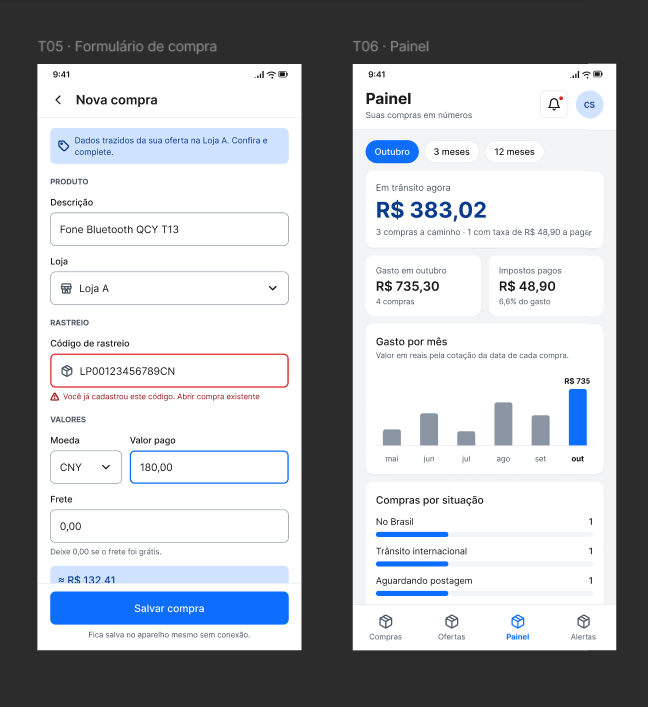 T05 · Formulário de compra
9:41
Nova compra
Dados trazidos da sua oferta na Loja A. Confira e
complete.
PRODUTO
Descrição
Fone Bluetooth QCY T13
Loja
Loja A
RASTREIO
Código de rastreio
LP00123456789CN
Você já cadastrou este código. Abrir compra existente
VALORES
Moeda
Valor pago
CNY
180,00
Frete
0,00
Deixe 0,00 se o frete foi grátis.
≈ R$ 132,41
Salvar compra
Fica salva no aparelho mesmo sem conexão.
T06 · Painel
9:41
Painel
Suas compras em números
CS
Outubro
3 meses
12 meses
Em trânsito agora
R$ 383,02
3 compras a caminho · 1 com taxa de R$ 48,90 a pagar
Gasto em outubro
R$ 735,30
4 compras
Impostos pagos
R$ 48,90
6,6% do gasto
Gasto por mês
Valor em reais pela cotação da data de cada compra.
R$ 735
mai
jun
jul
ago
set
out
Compras por situação
No Brasil 1
Trânsito internacional 1
Aguardando postagem 1
Compras
Ofertas
Painel
Alertas